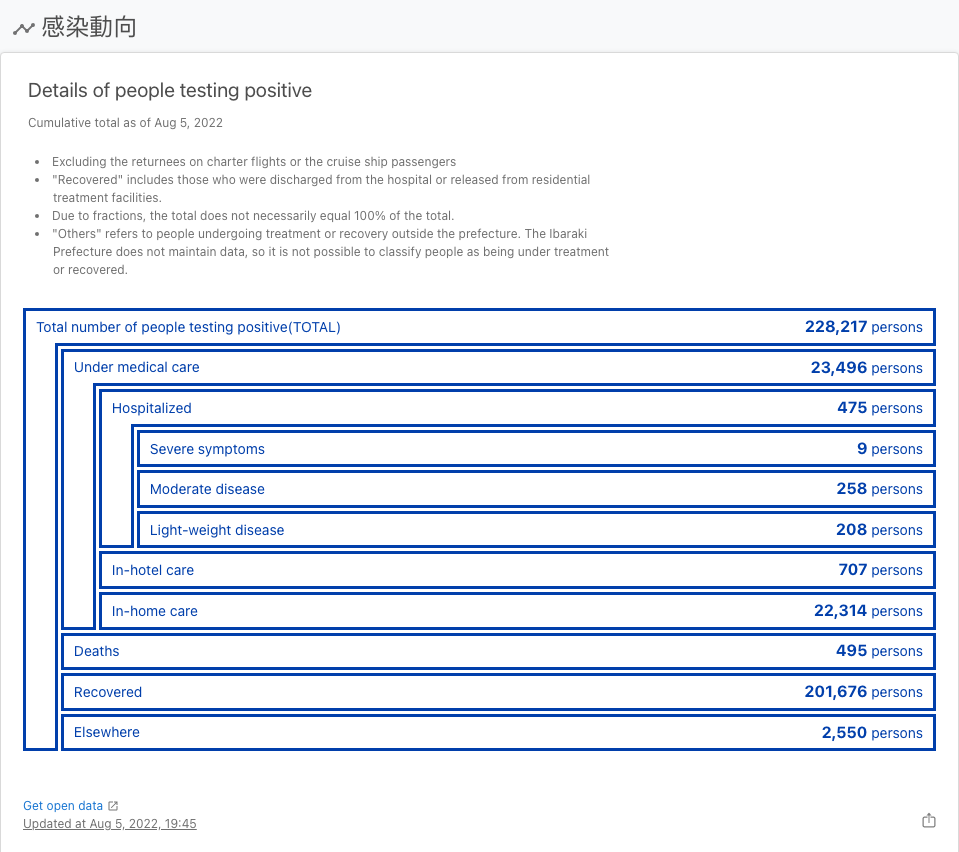 感染動向
Details of people testing positive
Cumulative total as of Aug 5, 2022
• Excluding the returnees on charter flights or the cruise ship passengers
• "Recovered" includes those who were discharged from the hospital or released from residential
treatment facilities.
• Due to fractions, the total does not necessarily equal 100% of the total.
• "Others" refers to people undergoing treatment or recovery outside the prefecture. The Ibaraki
Prefecture does not maintain data, so it is not possible to classify people as being under treatment
or recovered.
Total number of people testing positive(TOTAL) 228,217 persons
Under medical care 23,496 persons
Hospitalized 475 persons
Severe symptoms 9 persons
Moderate disease 258 persons
Light-weight disease 208 persons
In-hotel care 707 persons
In-home care 22,314 persons
Deaths 495 persons
Recovered 201,676 persons
Elsewhere 2,550 persons
Get open data
Updated at Aug 5, 2022, 19:45